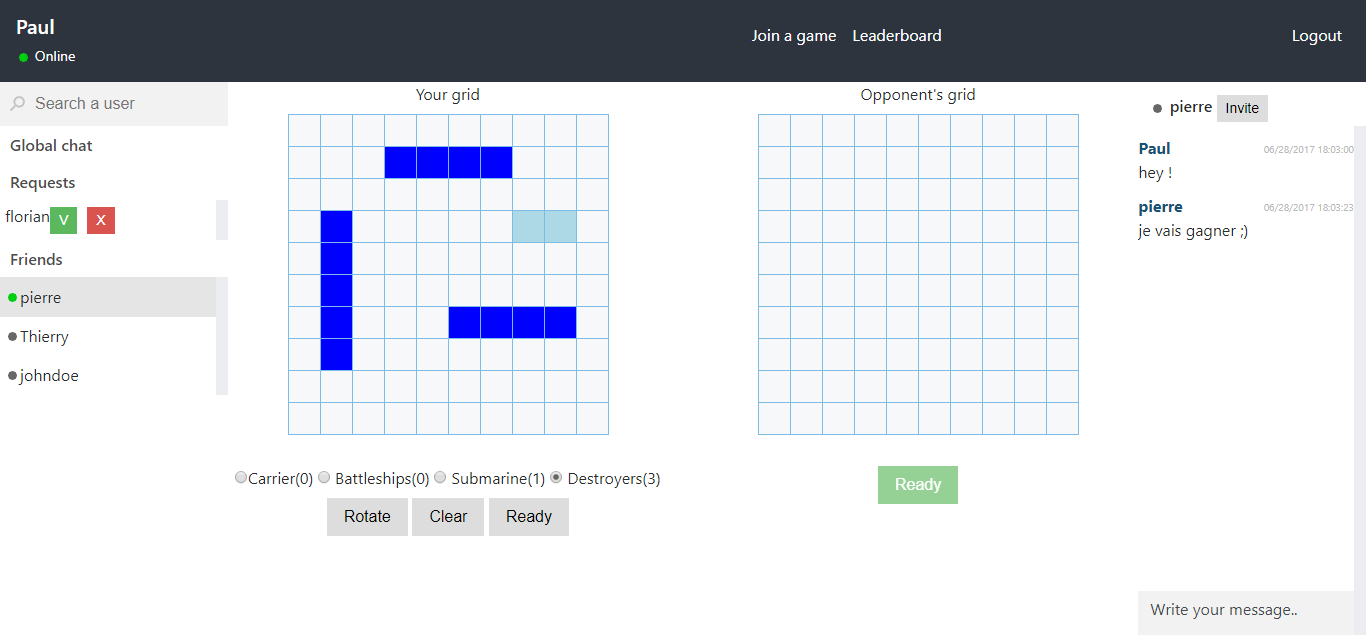 Paul
Online
Join a game Leaderboard
Logout
Search a user
Global chat
Requests
florian V X
Friends
pierre
Thierry
johndoe
Your grid
Carrier(0) Battleships(0) Submarine(1) Destroyers(3)
Rotate Clear Ready
Opponent's grid
Ready
pierre Invite
Paul 06/28/2017 18:03:00
hey !
pierre 06/28/2017 18:03:23
je vais gagner ;)
Write your message..